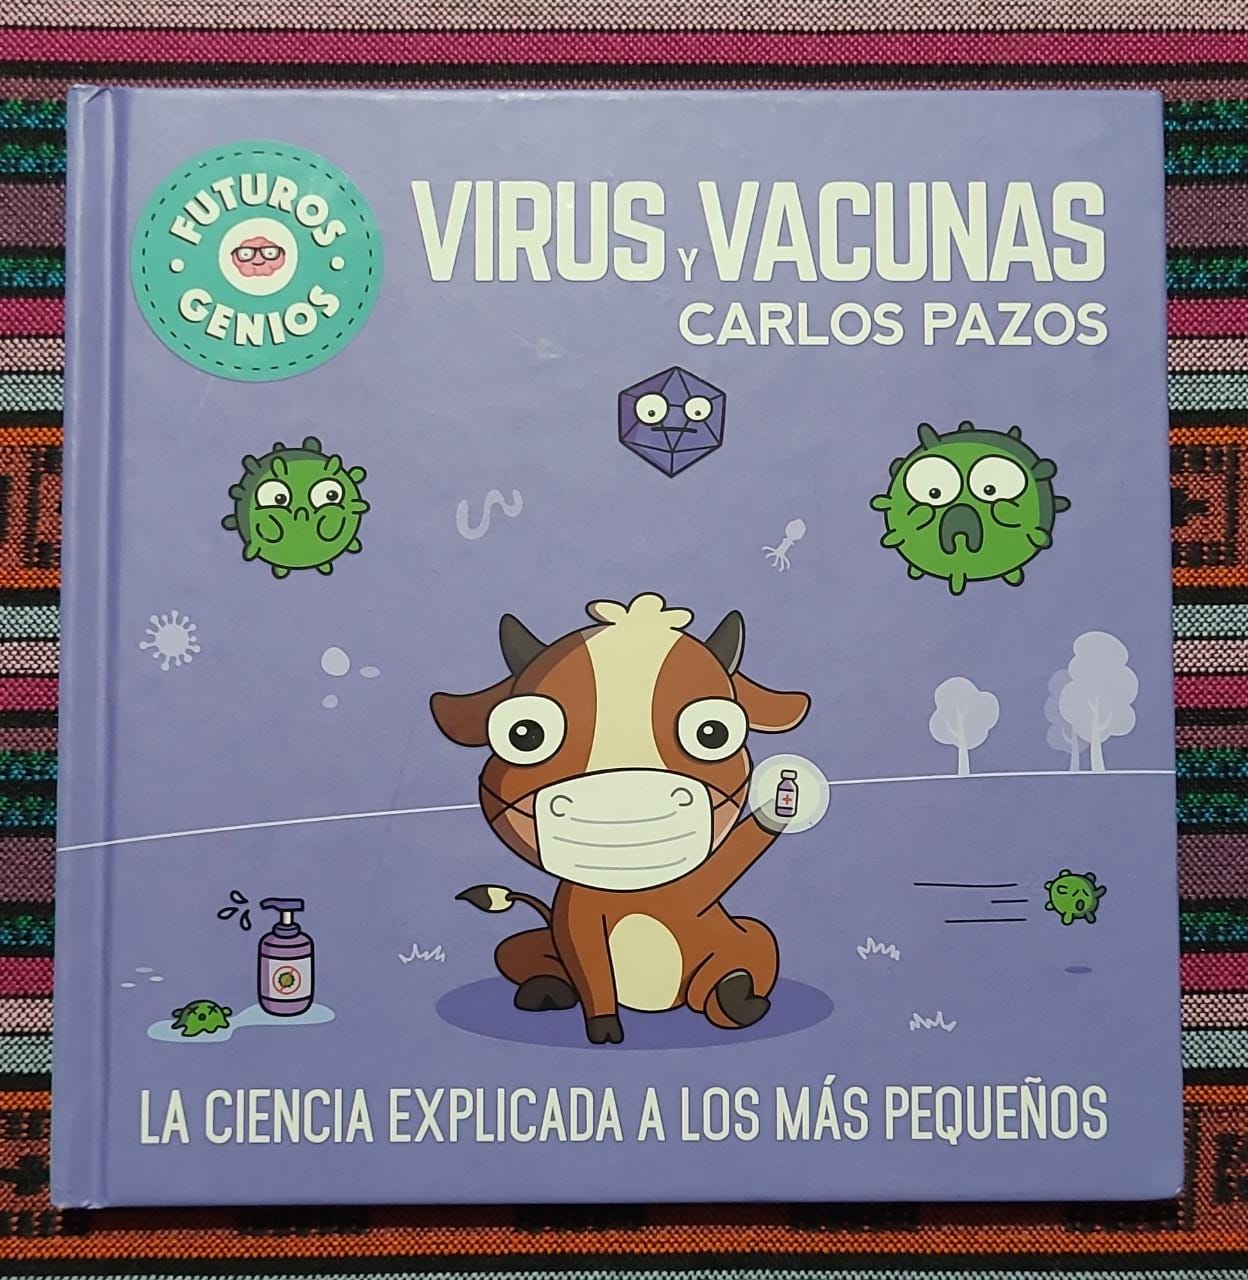 FUTUROS
GENIOS
VIRUS Y VACUNAS
CARLOS PAZOS
LA CIENCIA EXPLICADA A LOS MÁS PEQUEÑOS